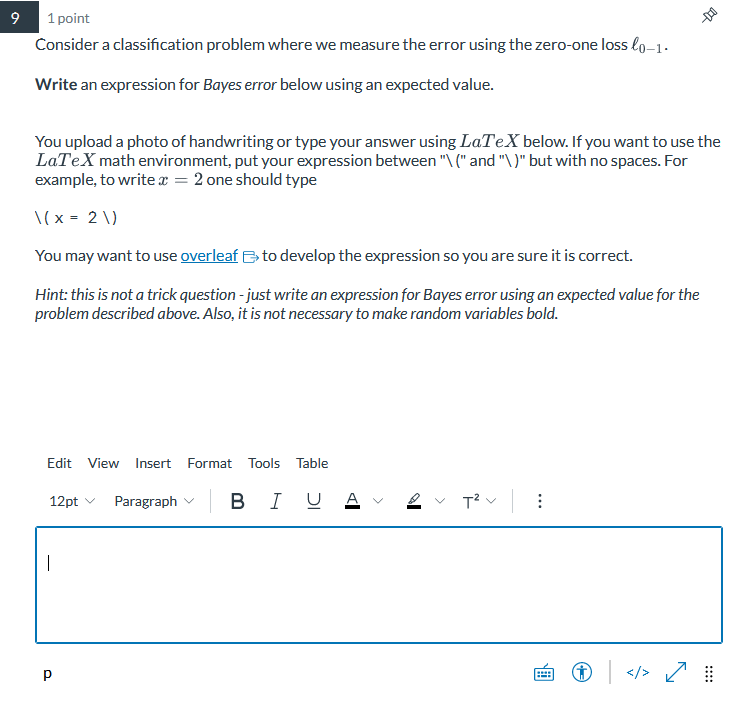 9 1 point
Consider a classification problem where we measure the error using the zero-one loss ℓ₀₋₁.
Write an expression for Bayes error below using an expected value.
You upload a photo of handwriting or type your answer using LaTeX below. If you want to use the
LaTeX math environment, put your expression between "\ (" and "\ )" but with no spaces. For
example, to write x = 2 one should type
\( x = 2 \)
You may want to use overleaf to develop the expression so you are sure it is correct.
Hint: this is not a trick question - just write an expression for Bayes error using an expected value for the
problem described above. Also, it is not necessary to make random variables bold.
Edit View Insert Format Tools Table
12pt Paragraph B I U A T²
p </>